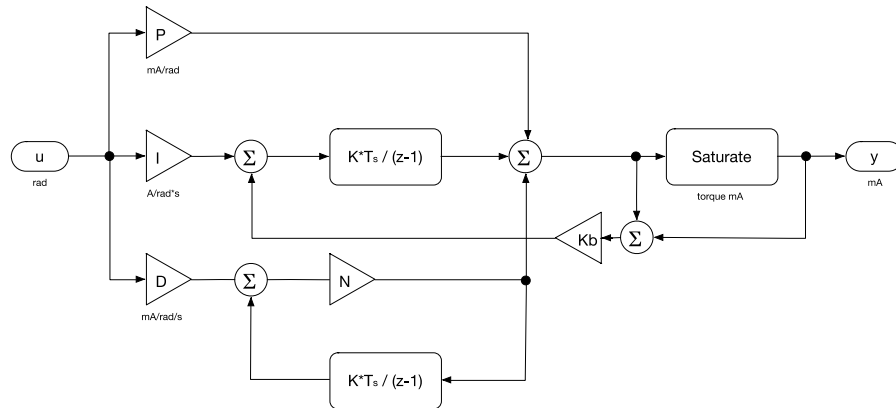 P
mA/rad
u
rad
I
A/rad*s
Σ
K*Ts / (z-1)
Σ
Saturate
torque mA
y
mA
Kb
Σ
D
mA/rad/s
Σ
N
K*Ts / (z-1)